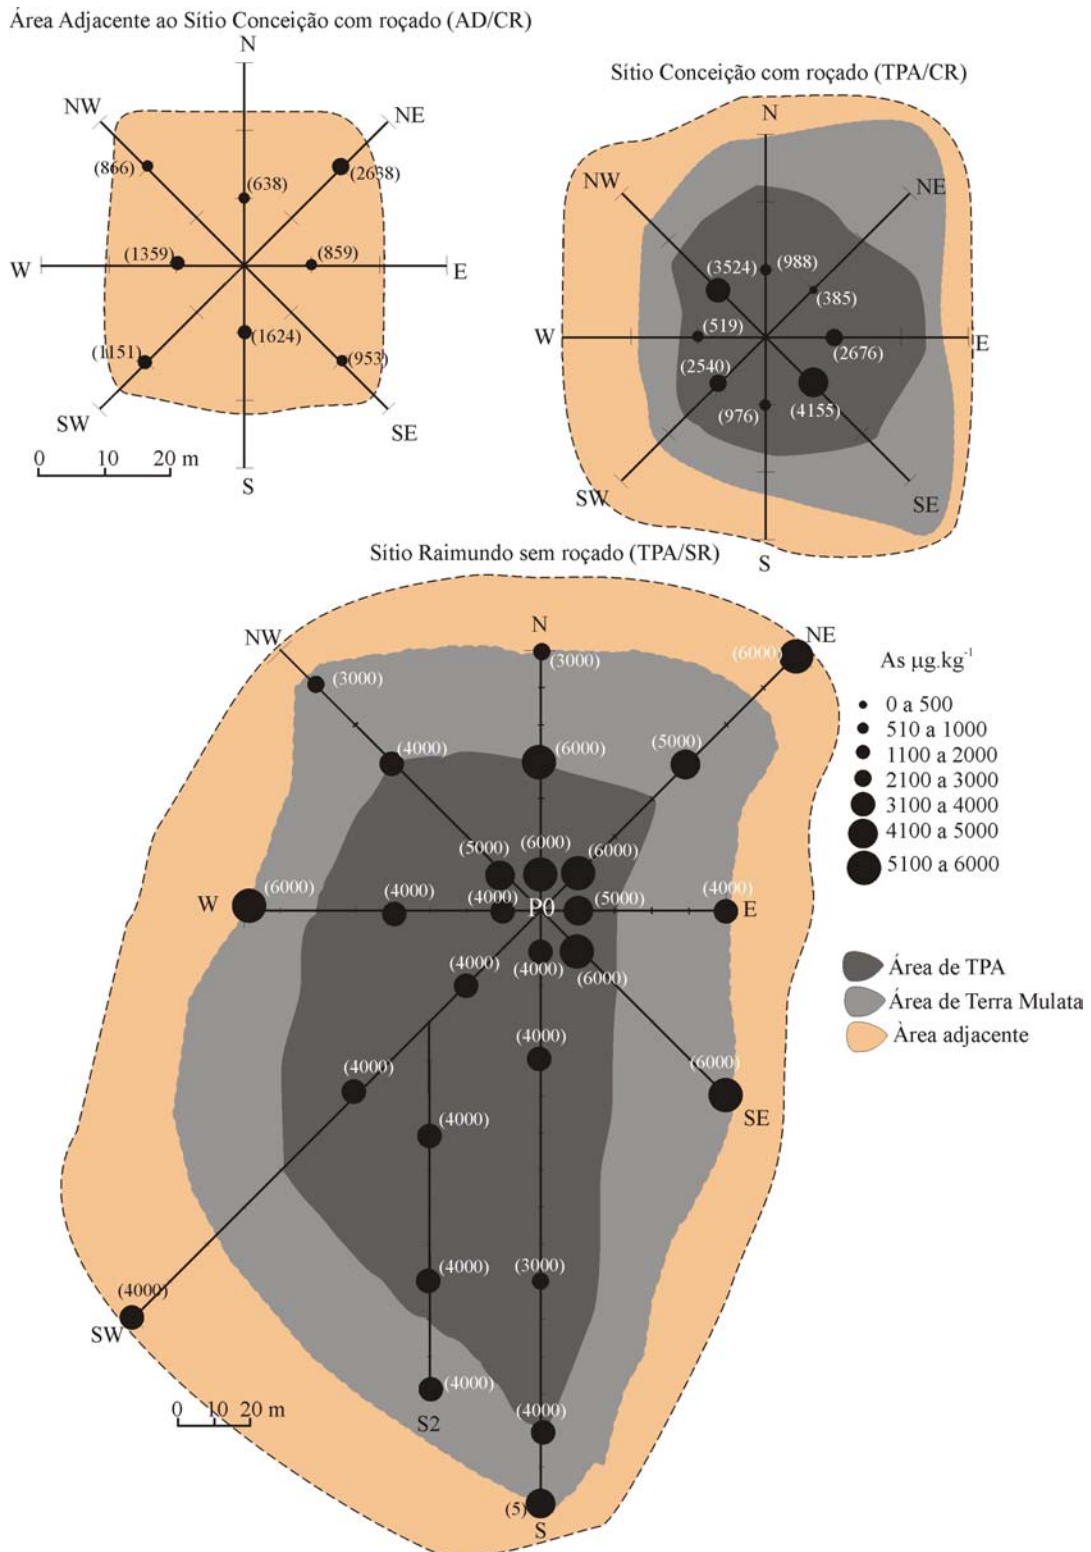 Área Adjacente ao Sítio Conceição com roçado (AD/CR)
N
NW
NE
(866)
(2638)
(638)
(1359)
(859)
W
E
(1624)
(1151)
(953)
SW
SE
S
0 10 20 m
Sítio Conceição com roçado (TPA/CR)
N
NW
NE
(3524)
(988)
(385)
(519)
W
E
(2540)
(2676)
(976)
(4155)
SW
SE
S
Sítio Raimundo sem roçado (TPA/SR)
NW
N
NE
(6000)
(3000)
(3000)
(4000)
(6000)
(5000)
(5000)
(6000)
(6000)
(6000)
W
(4000)
(4000)
P0
(5000)
(4000)
E
(4000)
(4000)
(6000)
(4000)
(4000)
(6000)
SE
(4000)
(4000)
(3000)
(4000)
SW
(4000)
S2
(4000)
(5)
S
0 10 20 m
As µg.kg-1
0 a 500
510 a 1000
1100 a 2000
2100 a 3000
3100 a 4000
4100 a 5000
5100 a 6000
Área de TPA
Área de Terra Mulata
Àrea adjacente